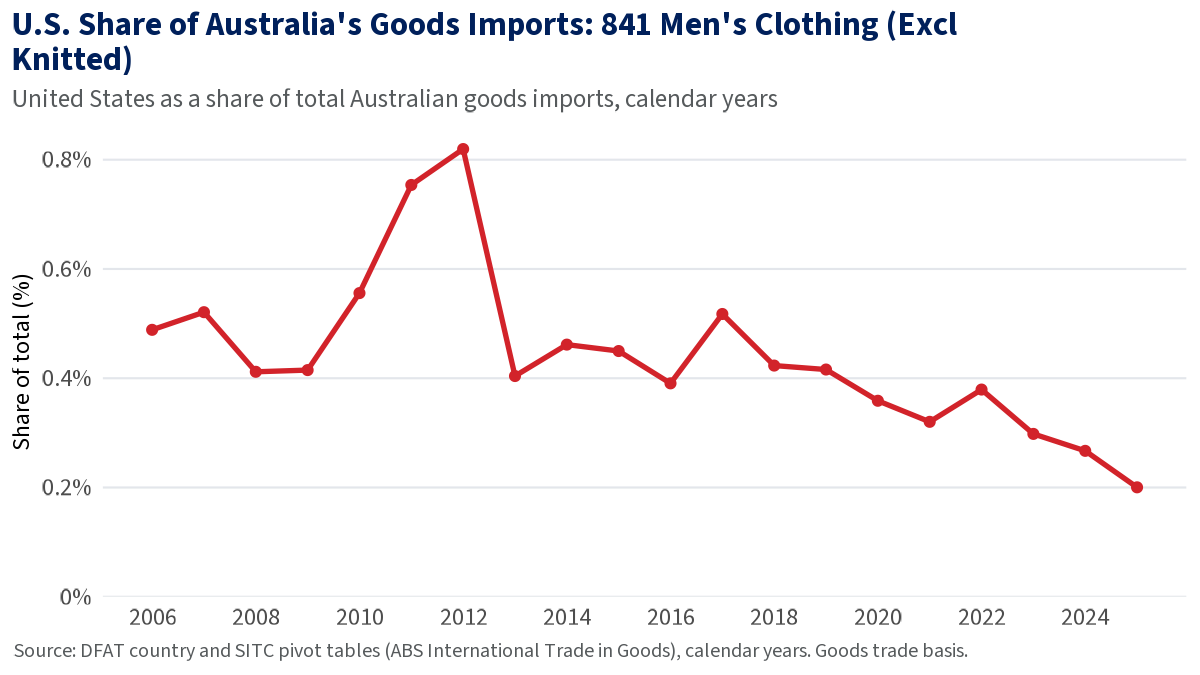 U.S. Share of Australia's Goods Imports: 841 Men's Clothing (Excl
Knitted)
United States as a share of total Australian goods imports, calendar years
Share of total (%)
0.8%
0.6%
0.4%
0.2%
0%
2006 2008 2010 2012 2014 2016 2018 2020 2022 2024
Source: DFAT country and SITC pivot tables (ABS International Trade in Goods), calendar years. Goods trade basis.